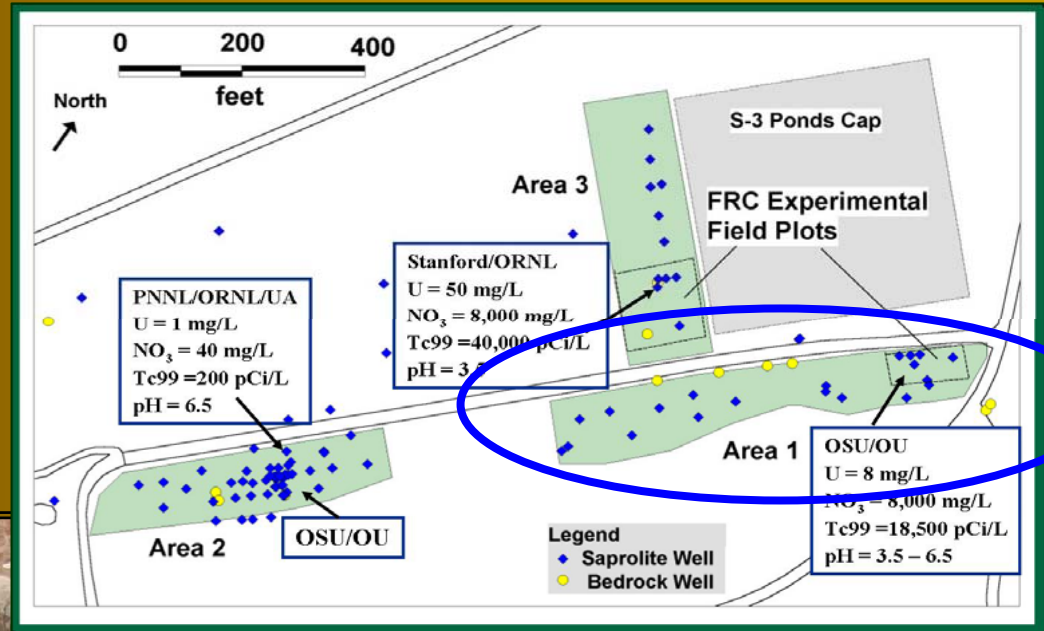 0 200 400
feet
North
S-3 Ponds Cap
Area 3
FRC Experimental
Field Plots
Stanford/ORNL
U = 50 mg/L
NO3 = 8,000 mg/L
Tc99 =40,000 pCi/L
pH = 3.
PNNL/ORNL/UA
U = 1 mg/L
NO3 = 40 mg/L
Tc99 =200 pCi/L
pH = 6.5
Area 1
OSU/OU
U = 8 mg/L
NO3 = 8,000 mg/L
Tc99 =18,500 pCi/L
pH = 3.5 – 6.5
OSU/OU
Area 2
Legend
Saprolite Well
Bedrock Well